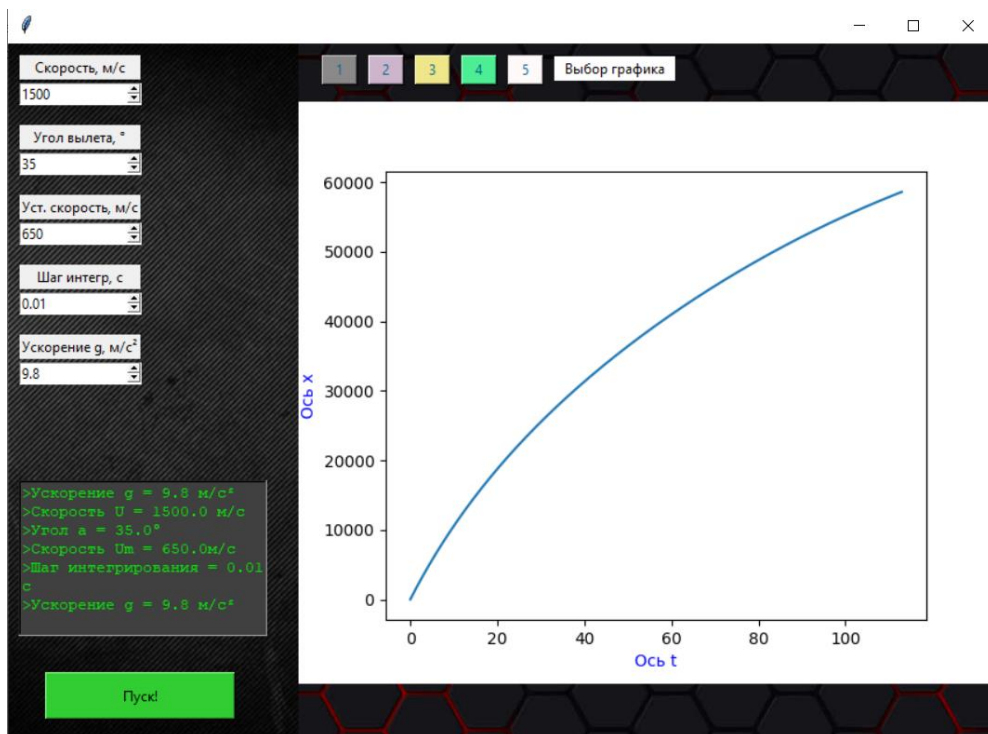 Скорость, м/с
1500
Угол вылета, °
35
Уст. скорость, м/с
650
Шаг интегр, с
0.01
Ускорение g, м/с²
9.8
>Ускорение g = 9.8 м/с²
>Скорость U = 1500.0 м/с
>Угол a = 35.0°
>Скорость Um = 650.0м/с
>Шаг интегрирования = 0.01
с
>Ускорение g = 9.8 м/с²
Пуск!
1 2 3 4 5 Выбор графика
60000
50000
40000
30000
20000
10000
0
Ось x
0 20 40 60 80 100
Ось t